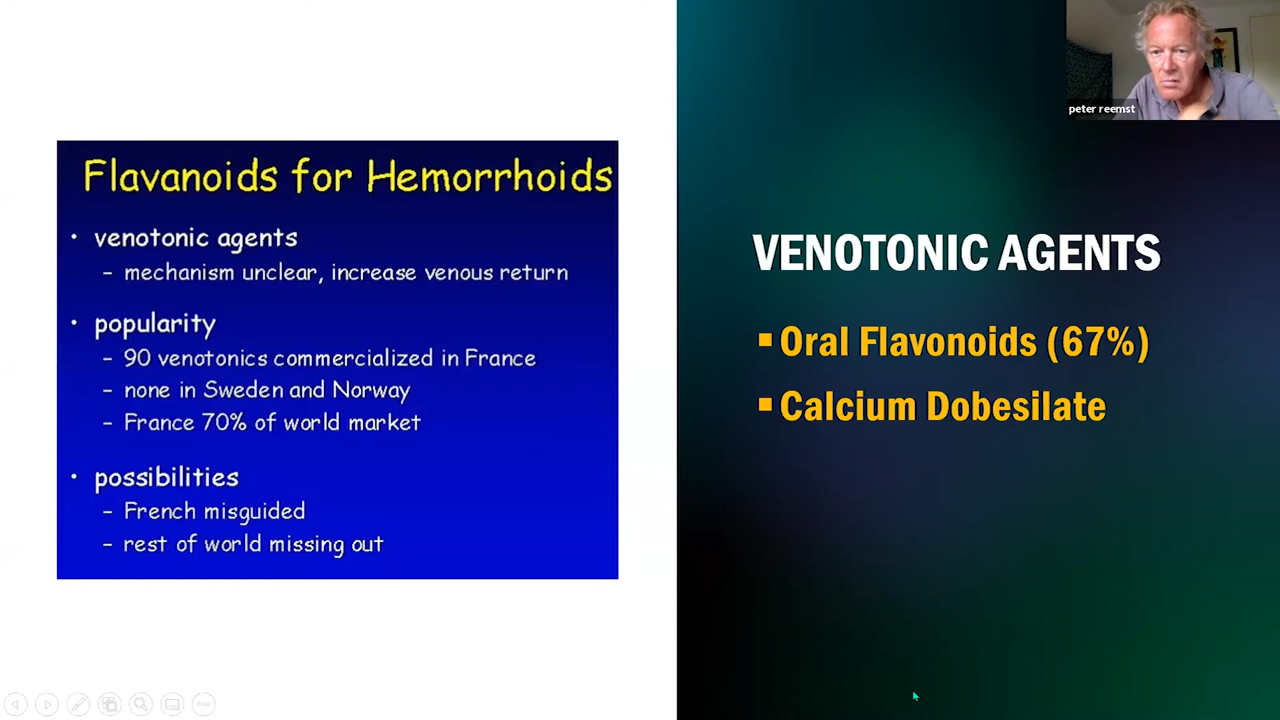 Flavanoids for Hemorrhoids
• venotonic agents
– mechanism unclear, increase venous return
• popularity
– 90 venotonics commercialized in France
– none in Sweden and Norway
– France 70% of world market
• possibilities
– French misguided
– rest of world missing out
VENOTONIC AGENTS
▪ Oral Flavonoids (67%)
▪ Calcium Dobesilate
peter reemst